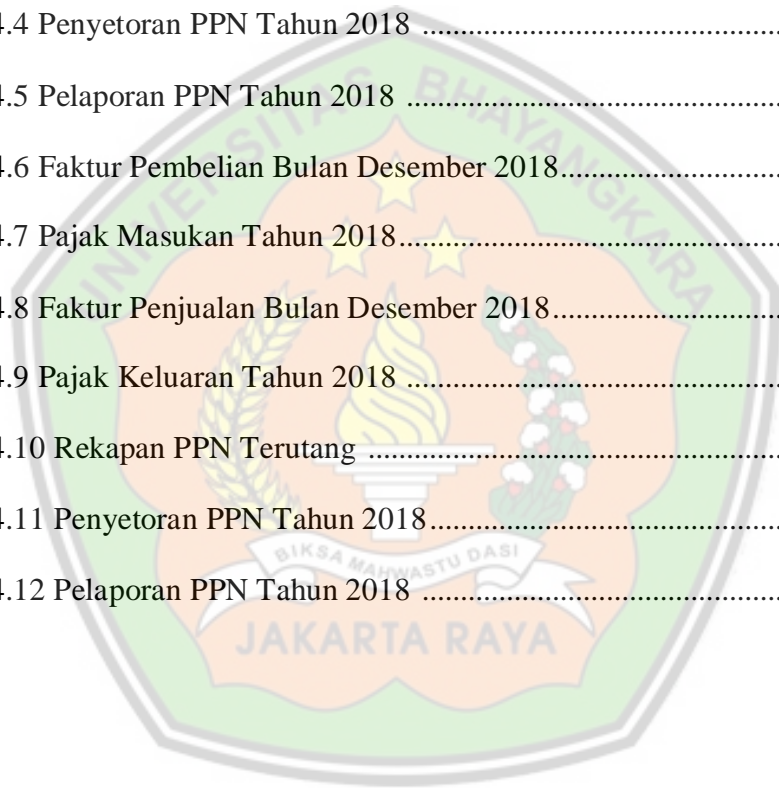 4.4 Penyetoran PPN Tahun 2018 ..............................................
4.5 Pelaporan PPN Tahun 2018 ................................................
4.6 Faktur Pembelian Bulan Desember 2018............................
4.7 Pajak Masukan Tahun 2018.................................................
4.8 Faktur Penjualan Bulan Desember 2018.............................
4.9 Pajak Keluaran Tahun 2018 ................................................
4.10 Rekapan PPN Terutang .....................................................
4.11 Penyetoran PPN Tahun 2018.............................................
4.12 Pelaporan PPN Tahun 2018 ..............................................
UNIVERSITAS BHAYANGKARA
BIKSA MAHWASTU DASI
JAKARTA RAYA